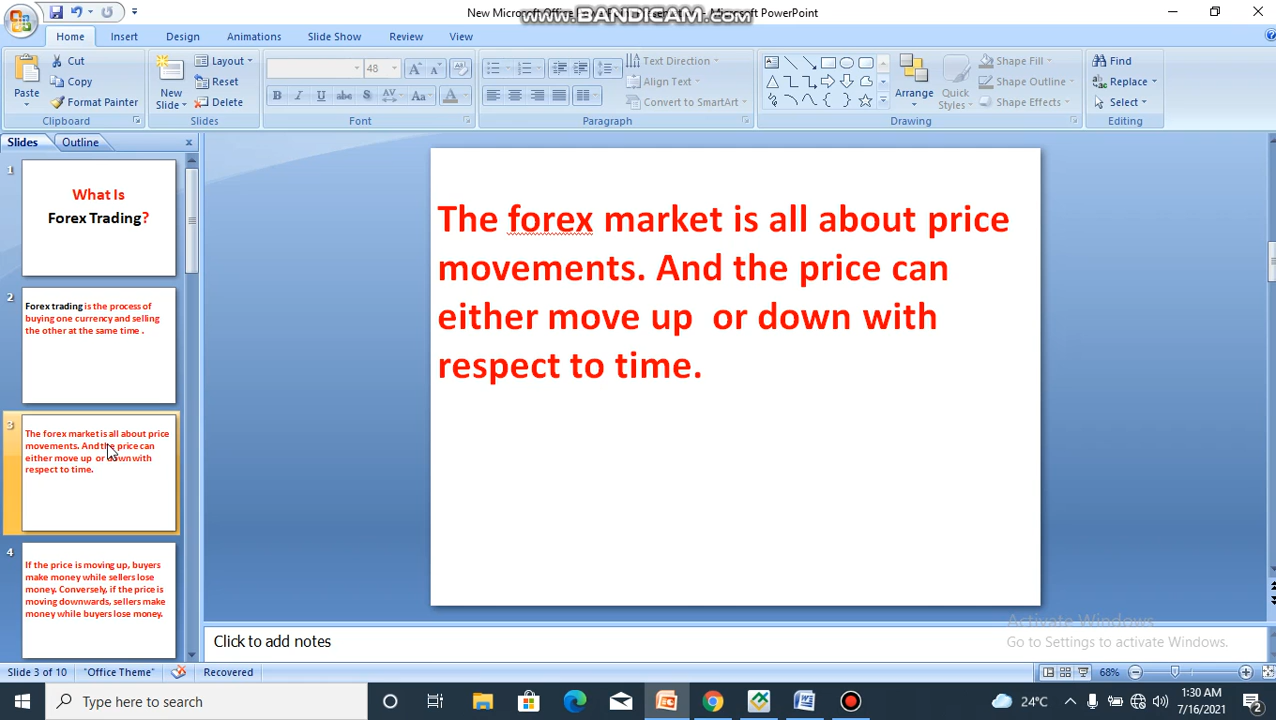 New Microsoft Office
www.BANDICAM.com
- Microsoft PowerPoint
Home
Insert
Design
Animations
Slide Show
Review
View
Paste
Cut
Copy
Format Painter
Clipboard
New
Slide
Layout
Reset
Delete
Slides
48
B
I
U
abc
S
AV
Aa
A
Font
Text Direction
Align Text
Convert to SmartArt
Paragraph
Arrange
Quick
Styles
Shape Fill
Shape Outline
Shape Effects
Drawing
Find
Replace
Select
Editing
Slides
Outline
1
What Is
Forex Trading?
2
Forex trading is the process of
buying one currency and selling
the other at the same time .
3
The forex market is all about price
movements. And the price can
either move up  or down with
respect to time.
4
If the price is moving up, buyers
make money while sellers lose
money. Conversely, if the price is
moving downwards, sellers make
money while buyers lose money.
The forex market is all about price
movements. And the price can
either move up  or down with
respect to time.
Activate Windows
Go to Settings to activate Windows.
Click to add notes
Slide 3 of 10
"Office Theme"
Recovered
68%
Type here to search
24°C
1:30 AM
7/16/2021
2